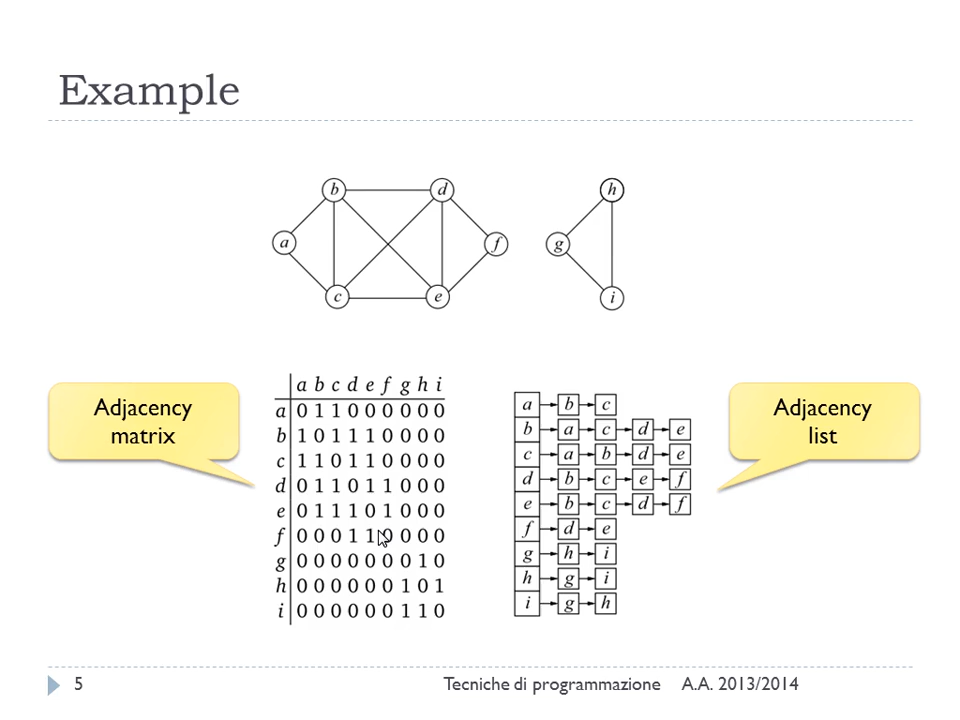 Example
b d h
a f g
c e i
Adjacency
matrix
a b c d e f g h i
a 0 1 1 0 0 0 0 0 0
b 1 0 1 1 1 0 0 0 0
c 1 1 0 1 1 0 0 0 0
d 0 1 1 0 1 1 0 0 0
e 0 1 1 1 0 1 0 0 0
f 0 0 0 1 1 0 0 0 0
g 0 0 0 0 0 0 0 1 0
h 0 0 0 0 0 0 1 0 1
i 0 0 0 0 0 0 1 1 0
a b c
b a c d e
c a b d e
d b c e f
e b c d f
f d e
g h i
h g i
i g h
Adjacency
list
5 Tecniche di programmazione A.A. 2013/2014